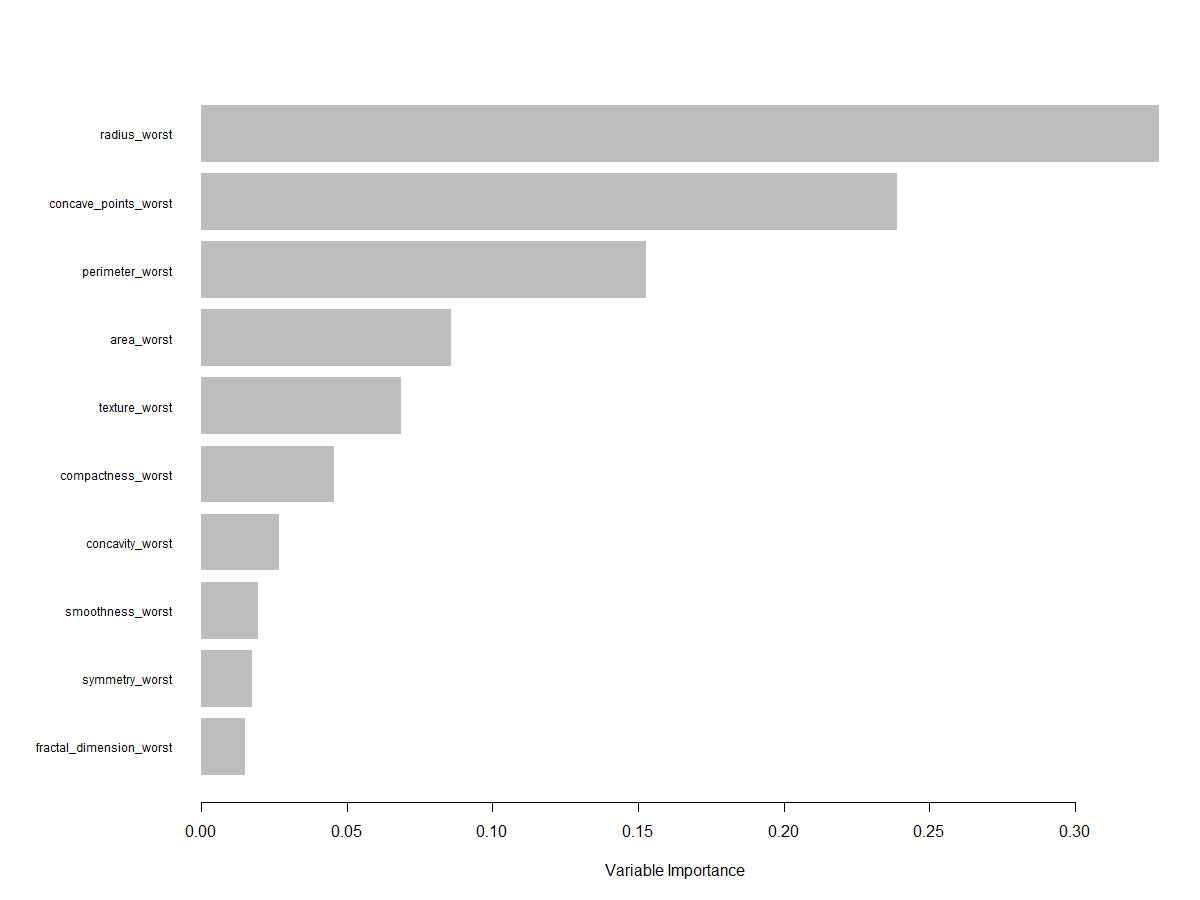 radius_worst
concave_points_worst
perimeter_worst
area_worst
texture_worst
compactness_worst
concavity_worst
smoothness_worst
symmetry_worst
fractal_dimension_worst
0.00 0.05 0.10 0.15 0.20 0.25 0.30
Variable Importance